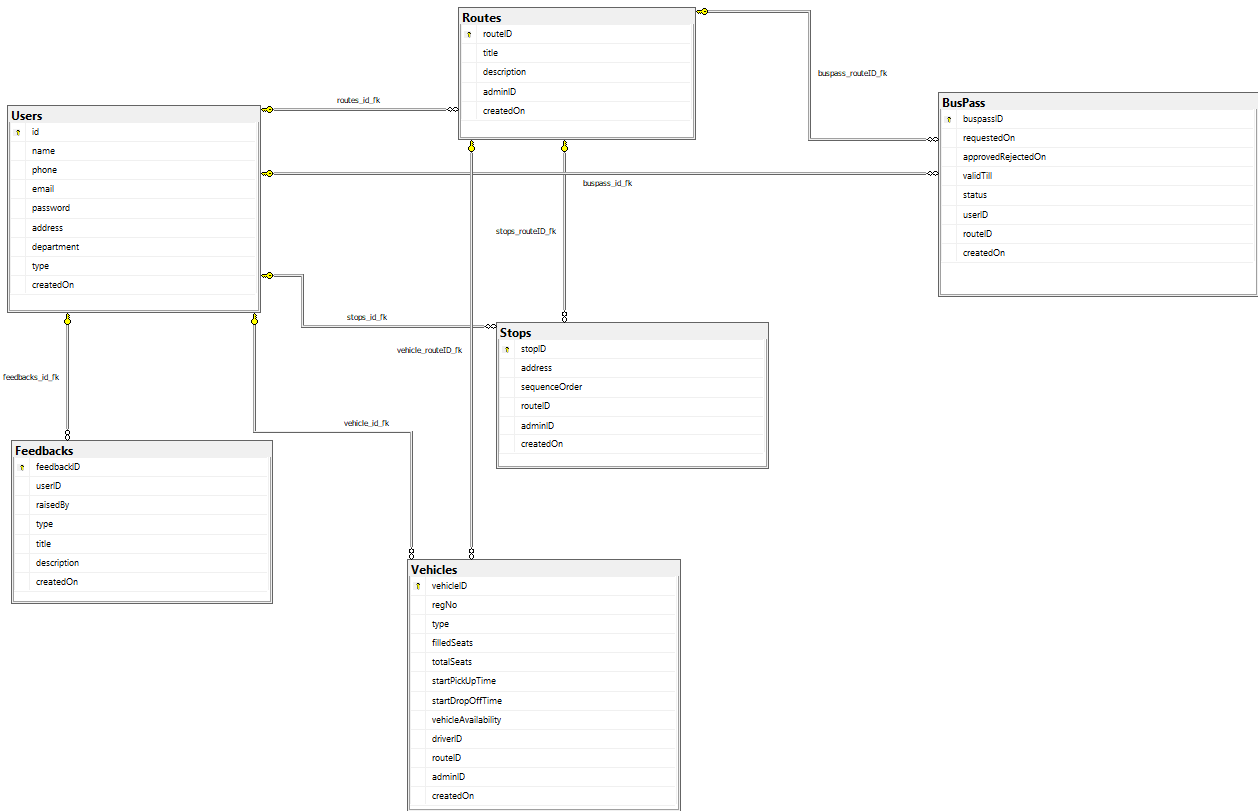 Routes
routeID
title
description
adminID
createdOn
buspass_routeID_fk
routes_id_fk
BusPass
buspassID
requestedOn
approvedRejectedOn
validTill
status
userID
routeID
createdOn
Users
id
name
phone
email
password
address
department
type
createdOn
buspass_id_fk
stops_routeID_fk
stops_id_fk
vehicle_routeID_fk
Stops
stopID
address
sequenceOrder
routeID
adminID
createdOn
feedbacks_id_fk
vehicle_id_fk
Feedbacks
feedbackID
userID
raisedBy
type
title
description
createdOn
Vehicles
vehicleID
regNo
type
filledSeats
totalSeats
startPickUpTime
startDropOffTime
vehicleAvailability
driverID
routeID
adminID
createdOn